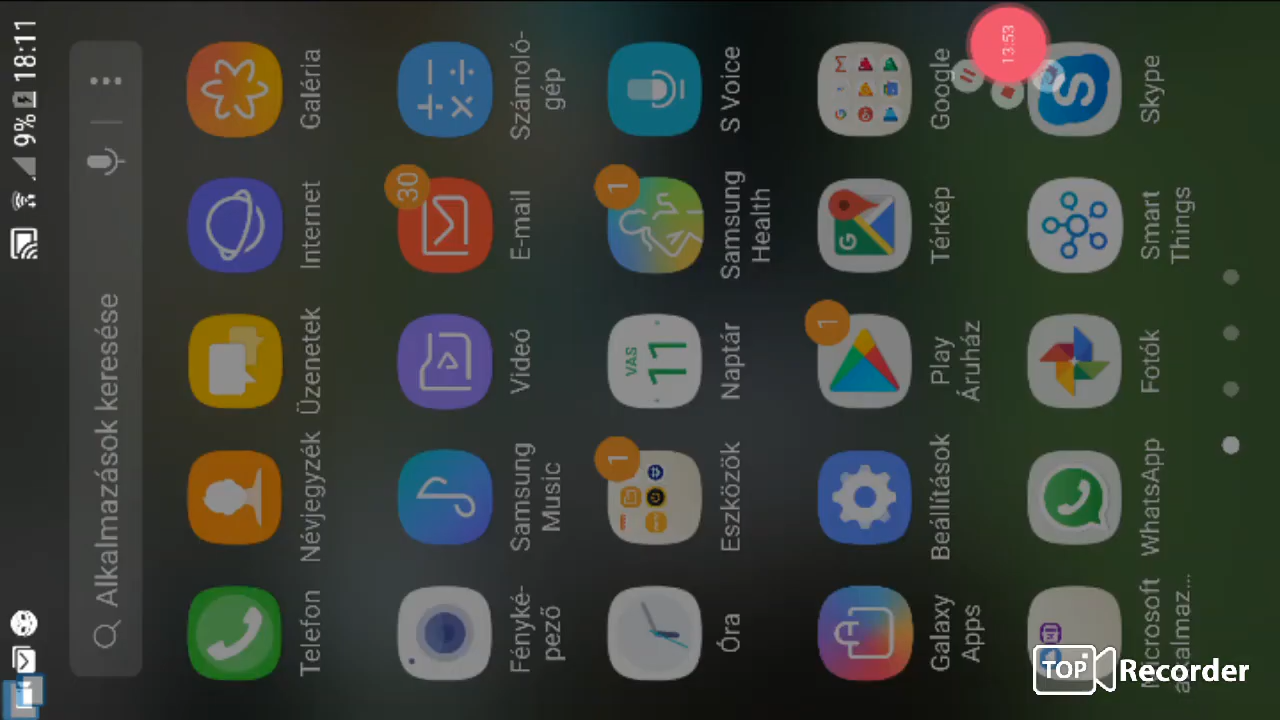 9% 18:11
Alkalmazások keresése
Telefon
Névjegyzék
Üzenetek
Internet
Galéria
Fényké-
pező
Samsung
Music
Videó
30
E-mail
Számoló-
gép
Óra
1
Eszközök
VAS
11
Naptár
1
Samsung
Health
S Voice
Galaxy
Apps
Beállítások
1
Play
Áruház
G
Térkép
Google
13:53
Microsoft
alkalmaz...
WhatsApp
Fotók
Smart
Things
S
Skype
TOP Recorder